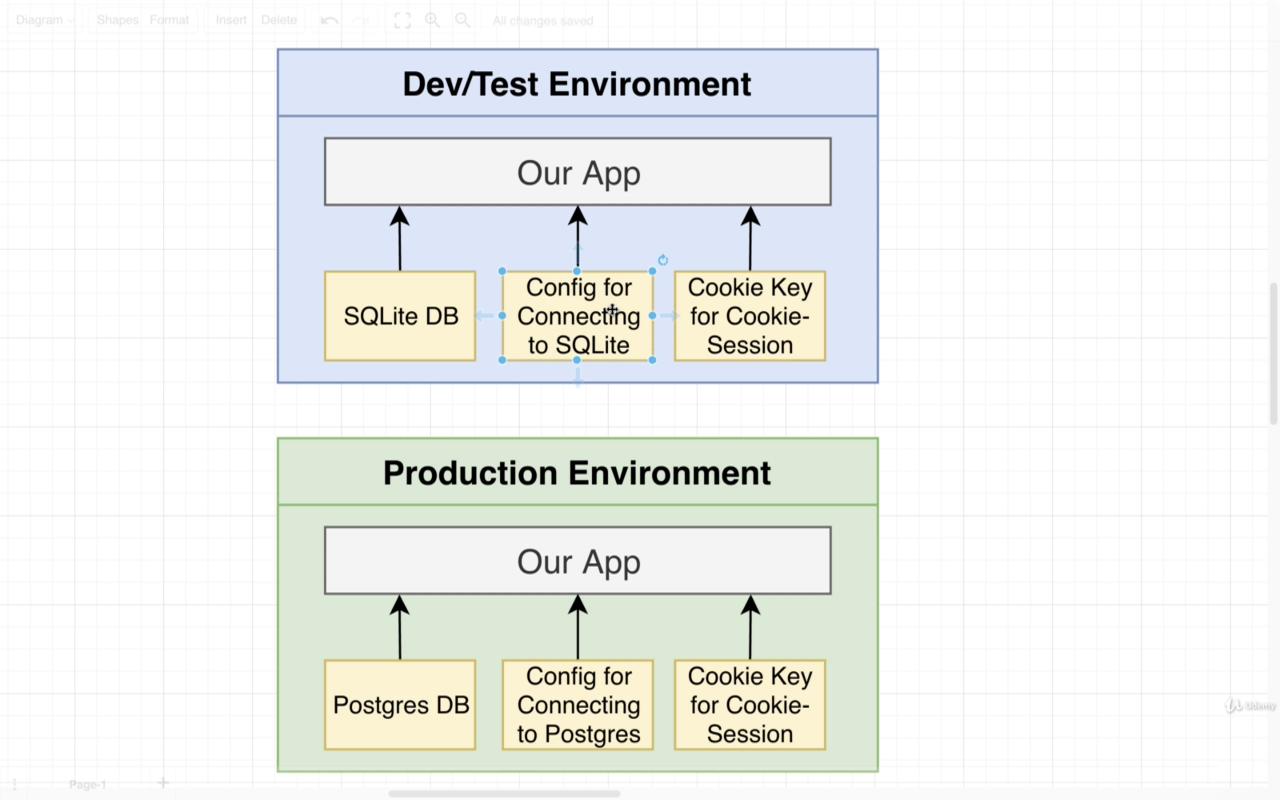 Diagram Shapes Format Insert Delete All changes saved
Dev/Test Environment
Our App
SQLite DB
Config for
Connecting
to SQLite
Cookie Key
for Cookie-
Session
Production Environment
Our App
Postgres DB
Config for
Connecting
to Postgres
Cookie Key
for Cookie-
Session
Udemy
Page-1